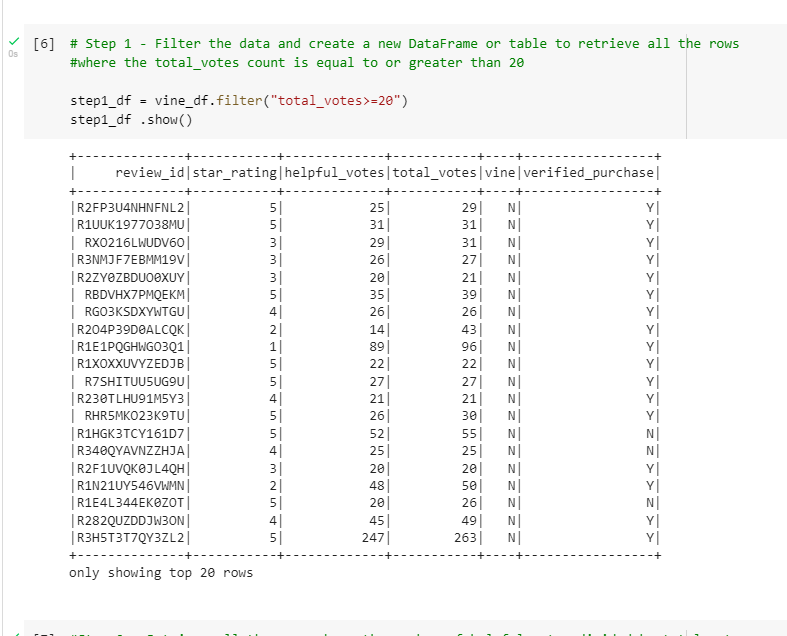 [6] # Step 1 - Filter the data and create a new DataFrame or table to retrieve all the rows
#where the total_votes count is equal to or greater than 20
0s
step1_df = vine_df.filter("total_votes>=20")
step1_df .show()
+--------------+-----------+-------------+-----------+----+-----------------+
|     review_id|star_rating|helpful_votes|total_votes|vine|verified_purchase|
+--------------+-----------+-------------+-----------+----+-----------------+
|R2FP3U4NHNFNL2|          5|           25|         29|   N|                Y|
|R1UUK1977O38MU|          5|           31|         31|   N|                Y|
| RXO216LWUDV6O|          3|           29|         31|   N|                Y|
|R3NMJF7EBMM19V|          3|           26|         27|   N|                Y|
|R2ZY0ZBDUO0XUY|          3|           20|         21|   N|                Y|
| RBDVHX7PMQEKM|          5|           35|         39|   N|                Y|
| RGO3KSDXYWTGU|          4|           26|         26|   N|                Y|
|R2O4P39D0ALCQK|          2|           14|         43|   N|                Y|
|R1E1PQGHWGO3Q1|          1|           89|         96|   N|                Y|
|R1XOXXUVYZEDJB|          5|           22|         22|   N|                Y|
| R7SHITUU5UG9U|          5|           27|         27|   N|                Y|
|R230TLHU91M5Y3|          4|           21|         21|   N|                Y|
| RHR5MKO23K9TU|          5|           26|         30|   N|                Y|
|R1HGK3TCY161D7|          5|           52|         55|   N|                N|
|R340QYAVNZZHJA|          4|           25|         25|   N|                N|
|R2F1UVQK0JL4QH|          3|           20|         20|   N|                Y|
|R1N21UY546VWMN|          2|           48|         50|   N|                Y|
|R1E4L344EK0ZOT|          5|           20|         26|   N|                N|
|R282QUZDDJW3ON|          4|           45|         49|   N|                Y|
|R3H5T3T7QY3ZL2|          5|          247|        263|   N|                Y|
+--------------+-----------+-------------+-----------+----+-----------------+
only showing top 20 rows